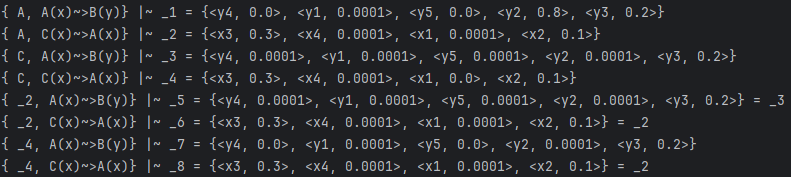 { A, A(x)~>B(y)} |~ _1 = {<y4, 0.0>, <y1, 0.0001>, <y5, 0.0>, <y2, 0.8>, <y3, 0.2>}
{ A, C(x)~>A(x)} |~ _2 = {<x3, 0.3>, <x4, 0.0001>, <x1, 0.0001>, <x2, 0.1>}
{ C, A(x)~>B(y)} |~ _3 = {<y4, 0.0001>, <y1, 0.0001>, <y5, 0.0001>, <y2, 0.0001>, <y3, 0.2>}
{ C, C(x)~>A(x)} |~ _4 = {<x3, 0.3>, <x4, 0.0001>, <x1, 0.0>, <x2, 0.1>}
{ _2, A(x)~>B(y)} |~ _5 = {<y4, 0.0001>, <y1, 0.0001>, <y5, 0.0001>, <y2, 0.0001>, <y3, 0.2>} = _3
{ _2, C(x)~>A(x)} |~ _6 = {<x3, 0.3>, <x4, 0.0001>, <x1, 0.0001>, <x2, 0.1>} = _2
{ _4, A(x)~>B(y)} |~ _7 = {<y4, 0.0>, <y1, 0.0001>, <y5, 0.0>, <y2, 0.0001>, <y3, 0.2>}
{ _4, C(x)~>A(x)} |~ _8 = {<x3, 0.3>, <x4, 0.0001>, <x1, 0.0001>, <x2, 0.1>} = _2